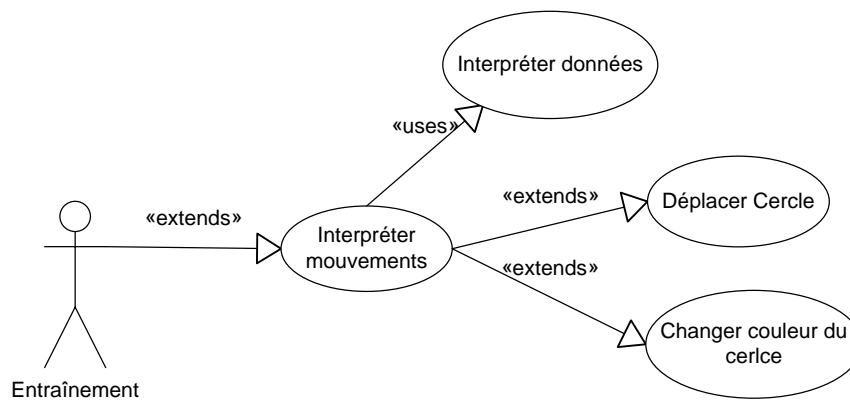 Interpréter données
«uses»
«extends»
Déplacer Cercle
«extends»
Interpréter
mouvements
«extends»
Changer couleur du
cerlce
Entraînement